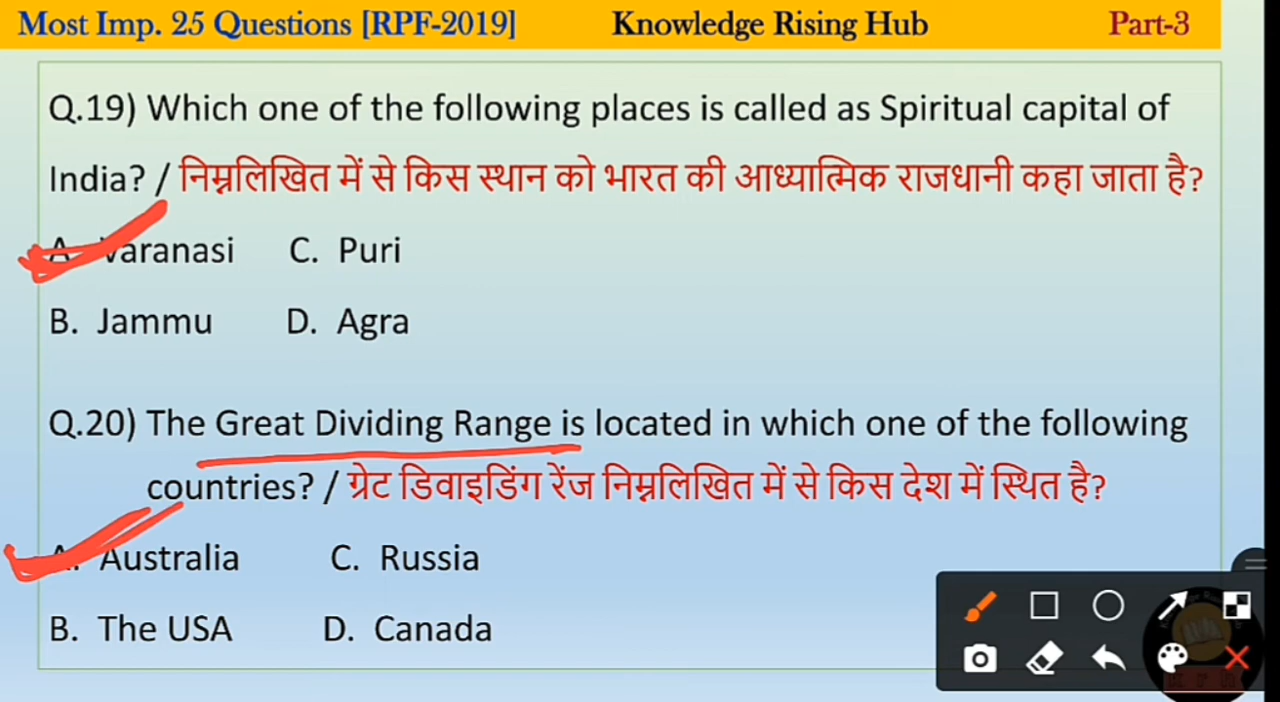 Most Imp. 25 Questions [RPF-2019] Knowledge Rising Hub Part-3
Q.19) Which one of the following places is called as Spiritual capital of
India? / निम्नलिखित में से किस स्थान को भारत की आध्यात्मिक राजधानी कहा जाता है?
A. Varanasi C. Puri
B. Jammu D. Agra
Q.20) The Great Dividing Range is located in which one of the following
countries? / ग्रेट डिवाइडिंग रेंज निम्नलिखित में से किस देश में स्थित है?
A. Australia C. Russia
B. The USA D. Canada